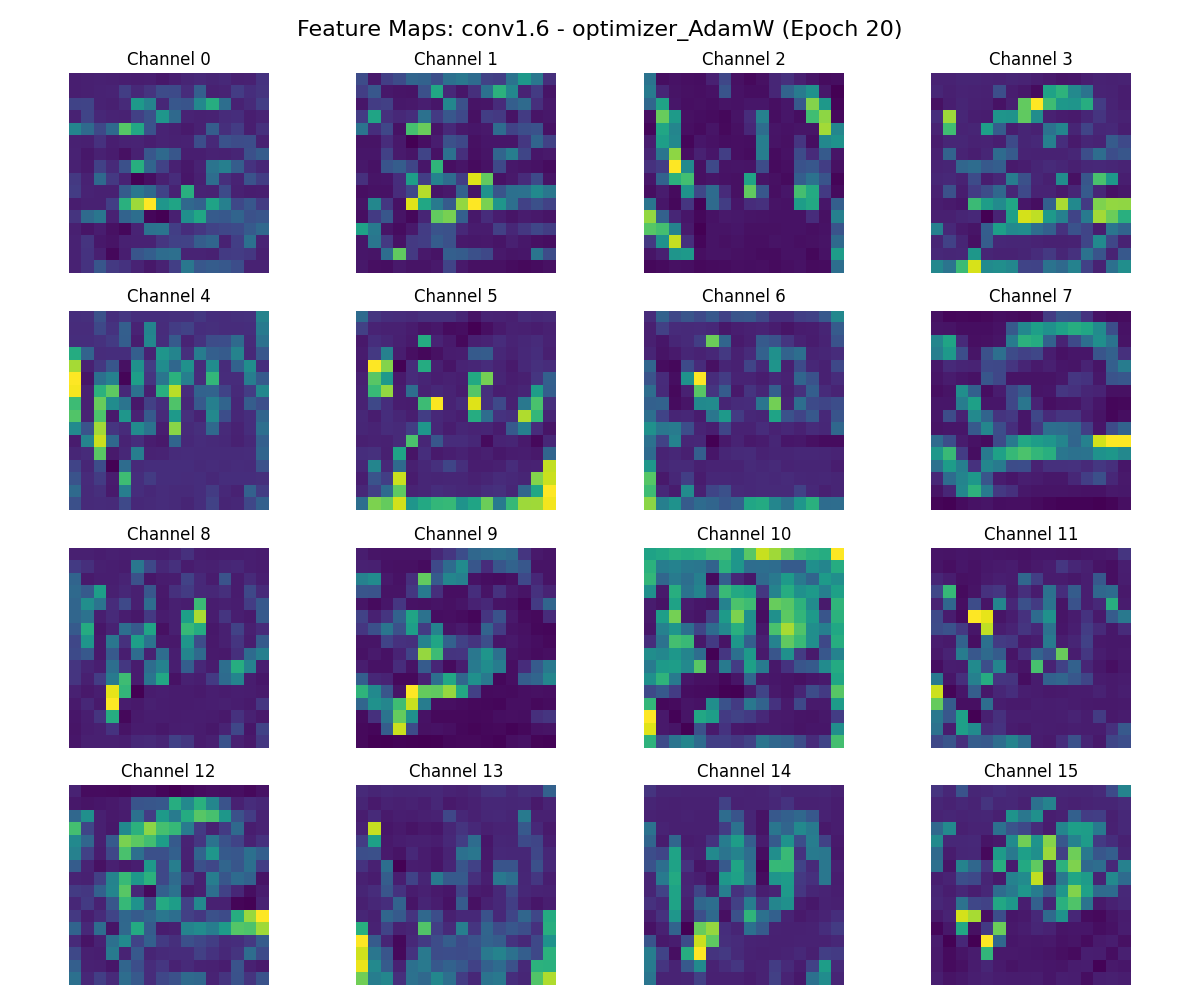 Feature Maps: conv1.6 - optimizer_AdamW (Epoch 20)
Channel 0
Channel 1
Channel 2
Channel 3
Channel 4
Channel 5
Channel 6
Channel 7
Channel 8
Channel 9
Channel 10
Channel 11
Channel 12
Channel 13
Channel 14
Channel 15